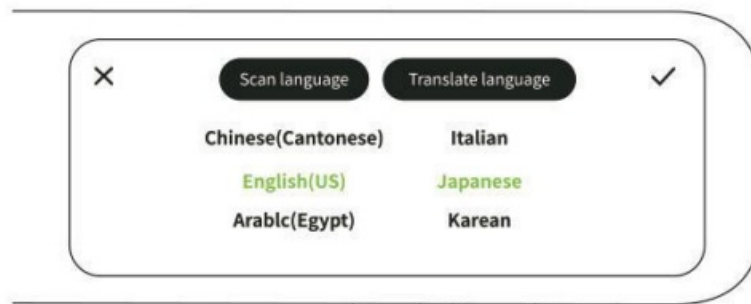 Scan language Translate language
Chinese(Cantonese) Italian
English(US) Japanese
Arablc(Egypt) Karean